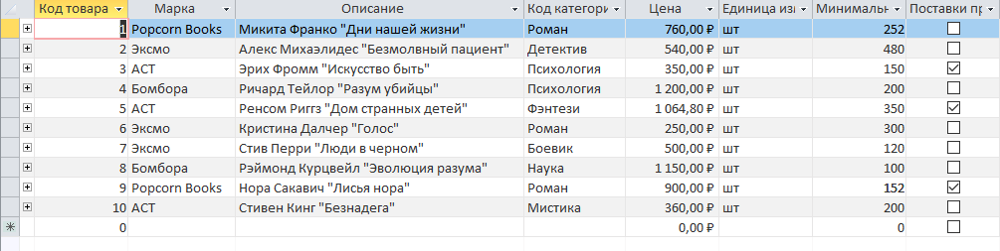 Код товара Марка Описание Код категори Цена Единица из Минимальн Поставки пр
1 Popcorn Books Микита Франко "Дни нашей жизни" Роман 760,00 ₽ шт 252
2 Эксмо Алекс Михаэлидес "Безмолвный пациент" Детектив 540,00 ₽ шт 480
3 АСТ Эрих Фромм "Искусство быть" Психология 350,00 ₽ шт 150
4 Бомбора Ричард Тейлор "Разум убийцы" Психология 1 200,00 ₽ шт 200
5 АСТ Ренсом Риггз "Дом странных детей" Фэнтези 1 064,80 ₽ шт 350
6 Эксмо Кристина Далчер "Голос" Роман 250,00 ₽ шт 300
7 Эксмо Стив Перри "Люди в черном" Боевик 500,00 ₽ шт 120
8 Бомбора Рэймонд Курцвейл "Эволюция разума" Наука 1 150,00 ₽ шт 100
9 Popcorn Books Нора Сакавич "Лисья нора" Роман 900,00 ₽ шт 152
10 АСТ Стивен Кинг "Безнадега" Мистика 360,00 ₽ шт 200
0 0,00 ₽ 0